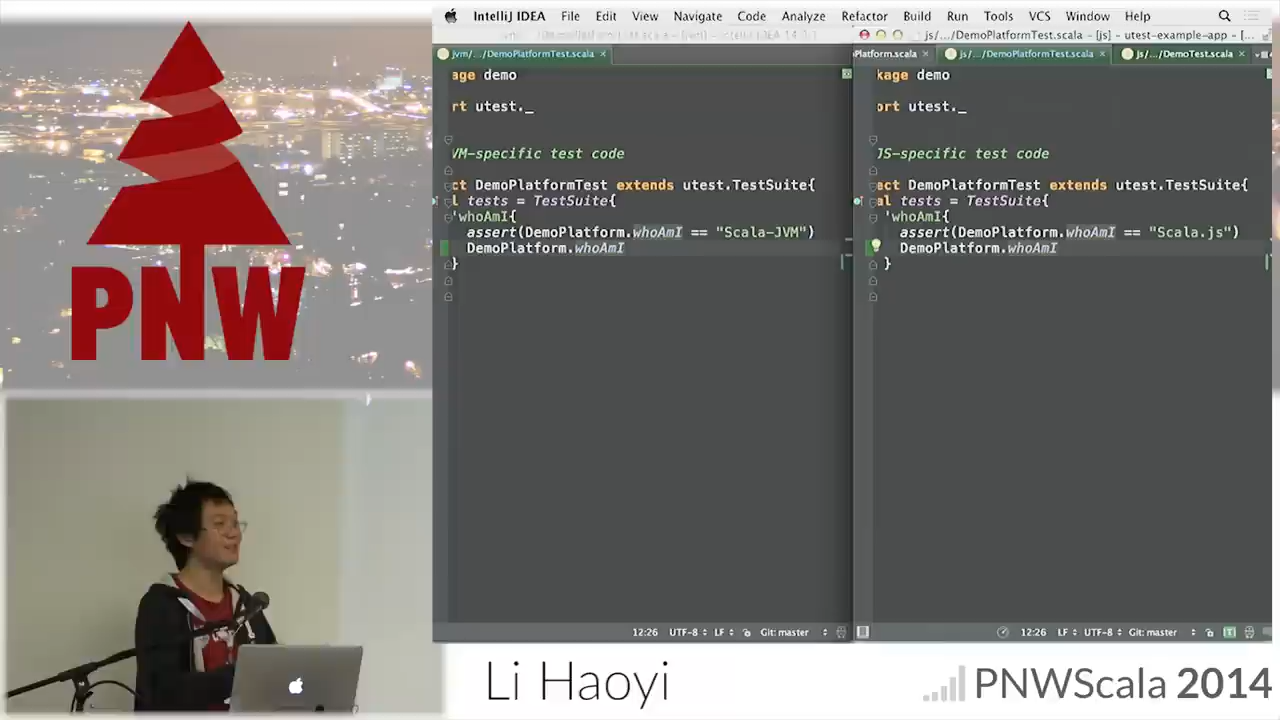 PNW
IntelliJ IDEA File Edit View Navigate Code Analyze Refactor Build Run Tools VCS Window Help
js/.../DemoPlatformTest.scala - [js] - utest-example-app - [...
jvm/.../DemoPlatformTest.scala
age demo
rt utest._
VM-specific test code
ct DemoPlatformTest extends utest.TestSuite{
l tests = TestSuite{
'whoAmI{
assert(DemoPlatform.whoAmI == "Scala-JVM")
DemoPlatform.whoAmI
}
12:26 UTF-8 LF Git: master
Platform.scala js/.../DemoPlatformTest.scala js/.../DemoTest.scala
kage demo
ort utest._
JS-specific test code
ect DemoPlatformTest extends utest.TestSuite{
al tests = TestSuite{
'whoAmI{
assert(DemoPlatform.whoAmI == "Scala.js")
DemoPlatform.whoAmI
}
12:26 LF UTF-8 Git: master
Li Haoyi
PNWScala 2014